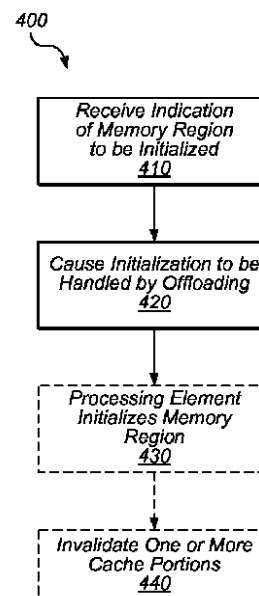 400
Receive Indication
of Memory Region
to be Initialized
410
Cause Initialization to be
Handled by Offloading
420
Processing Element
Initializes Memory
Region
430
Invalidate One or More
Cache Portions
440